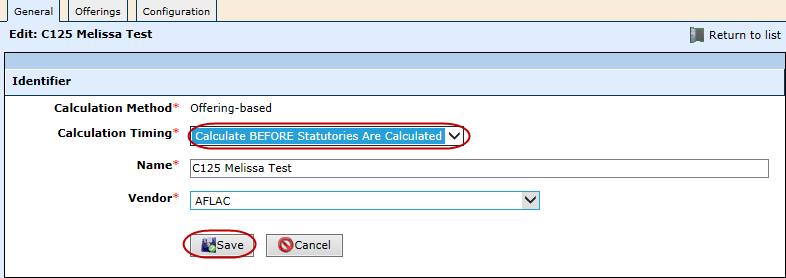 General Offerings Configuration
Edit: C125 Melissa Test Return to list
Identifier
Calculation Method* Offering-based
Calculation Timing* Calculate BEFORE Statutories Are Calculated
Name* C125 Melissa Test
Vendor* AFLAC
Save Cancel